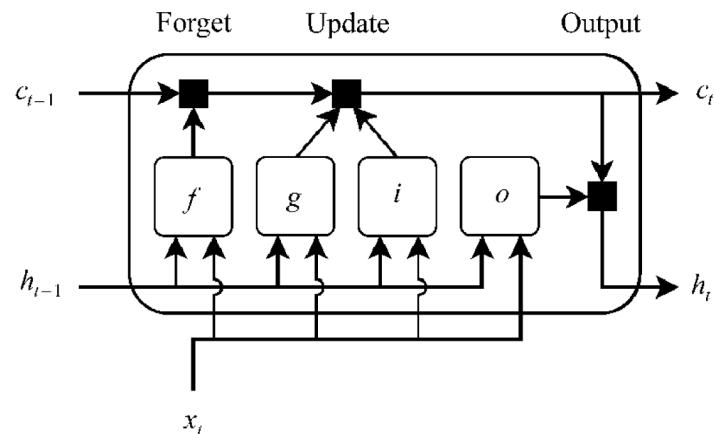 Forget Update Output
c_{t-1} c_t
f g i o
h_{t-1} h_t
x_t